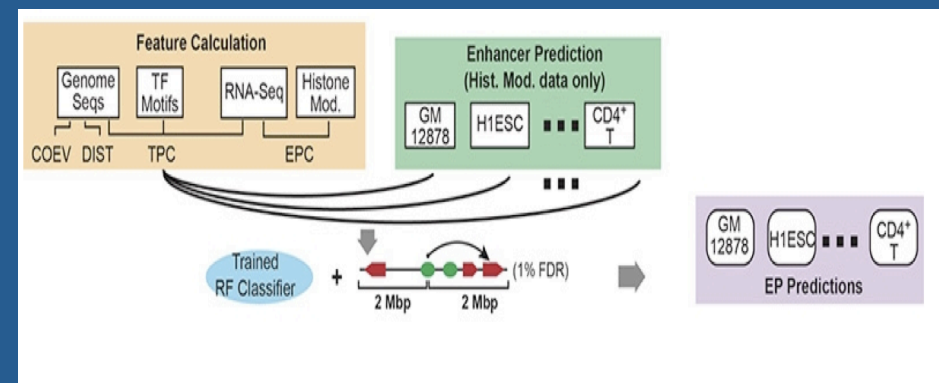 Feature Calculation
Genome
Seqs
TF
Motifs
RNA-Seq
Histone
Mod.
COEV
DIST
TPC
EPC
Enhancer Prediction
(Hist. Mod. data only)
GM
12878
H1ESC
CD4+
T
Trained
RF Classifier
+
(1% FDR)
2 Mbp
2 Mbp
GM
12878
H1ESC
CD4+
T
EP Predictions